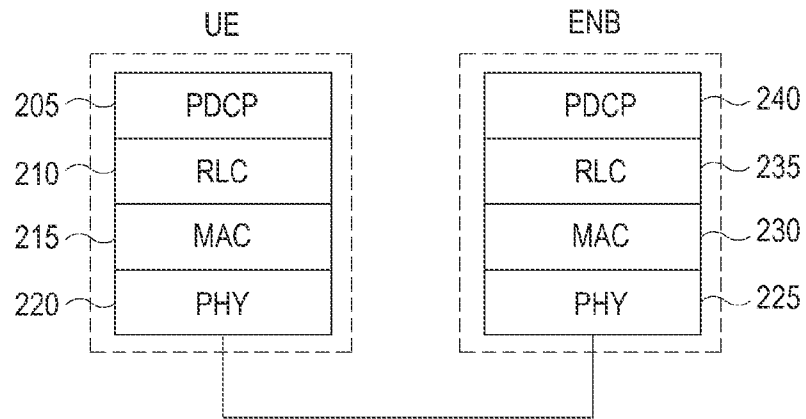 UE ENB
205 PDCP PDCP 240
210 RLC RLC 235
215 MAC MAC 230
220 PHY PHY 225